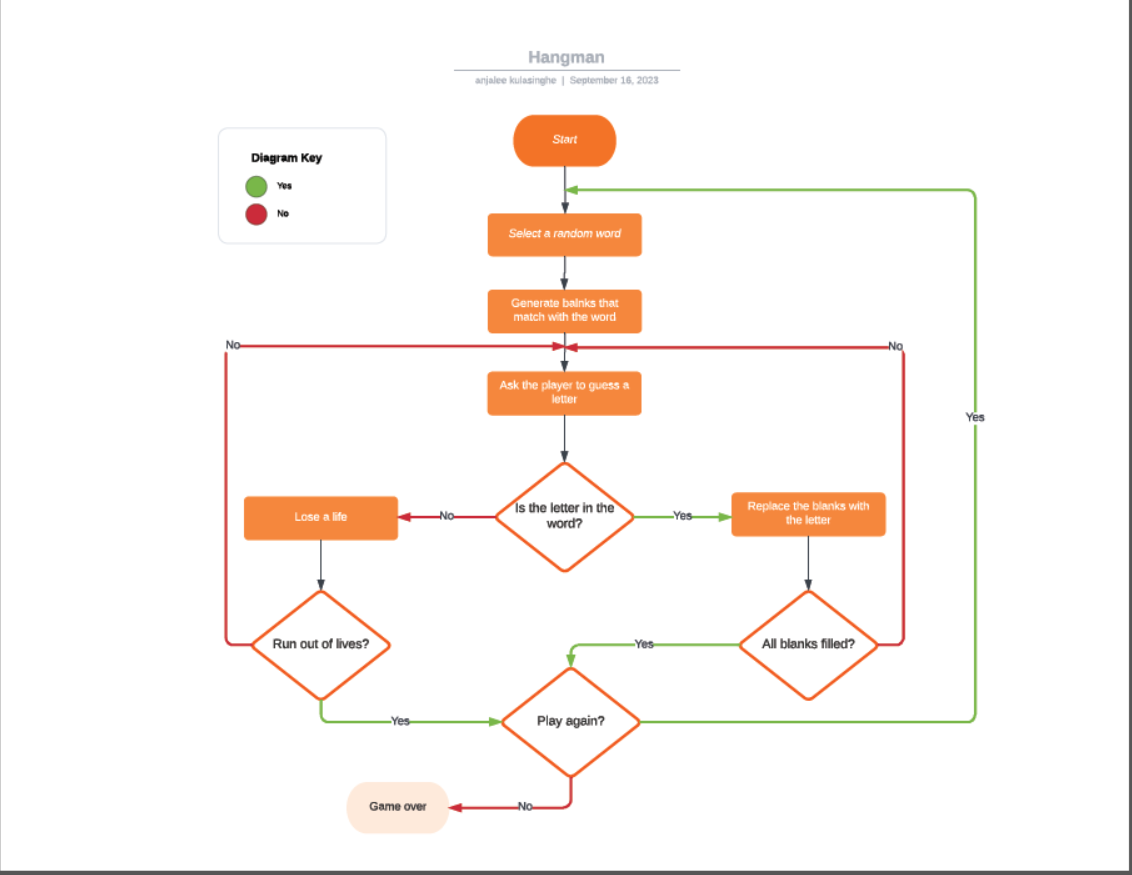 Hangman
anjalee kulasinghe | September 16, 2023
Start
Diagram Key
Yes
No
Select a random word
Generate balnks that
match with the word
No
No
Ask the player to guess a
letter
Yes
Is the letter in the
word?
No
Yes
Lose a life
Replace the blanks with
the letter
Run out of lives?
Yes
All blanks filled?
Yes
Play again?
Game over
No